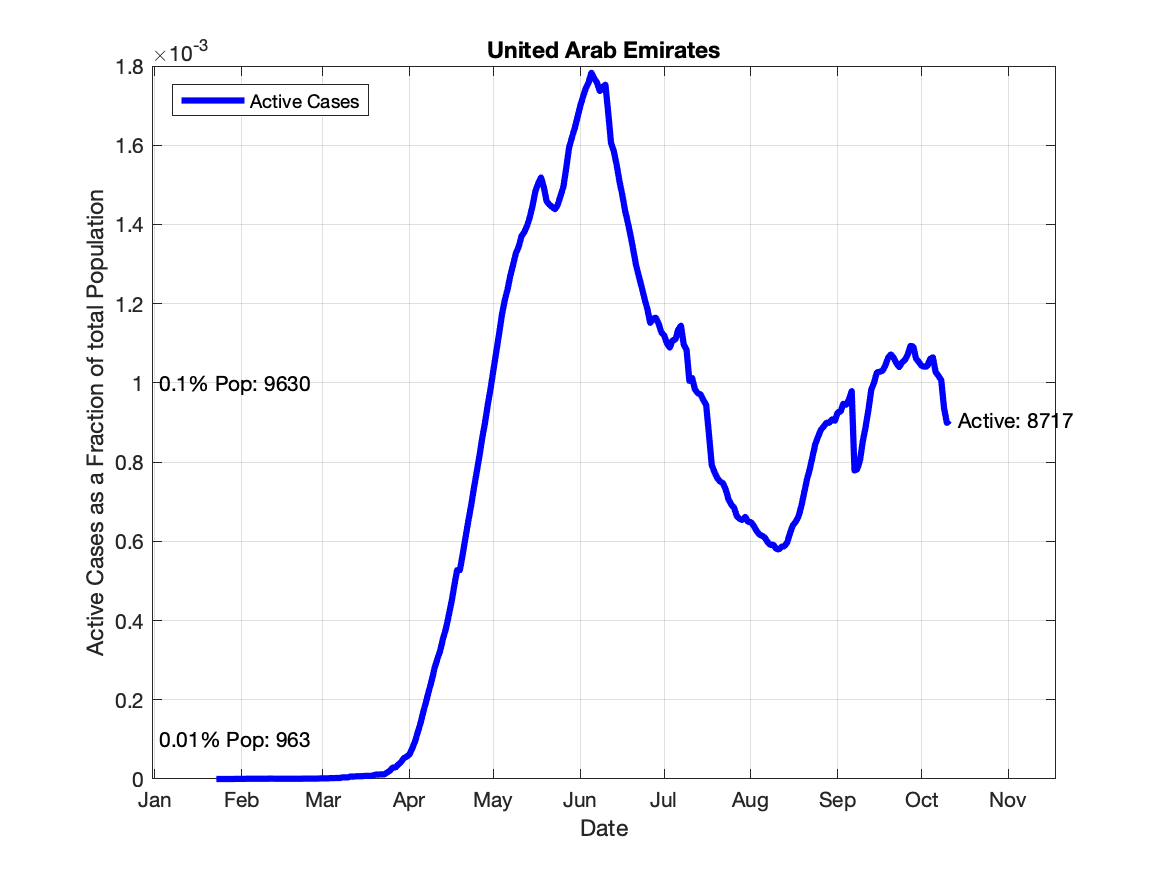 United Arab Emirates
×10-3
Active Cases
1.8
1.6
1.4
1.2
1
0.8
0.6
0.4
0.2
0
0.1% Pop: 9630
0.01% Pop: 963
Active: 8717
Active Cases as a Fraction of total Population
Jan Feb Mar Apr May Jun Jul Aug Sep Oct Nov
Date